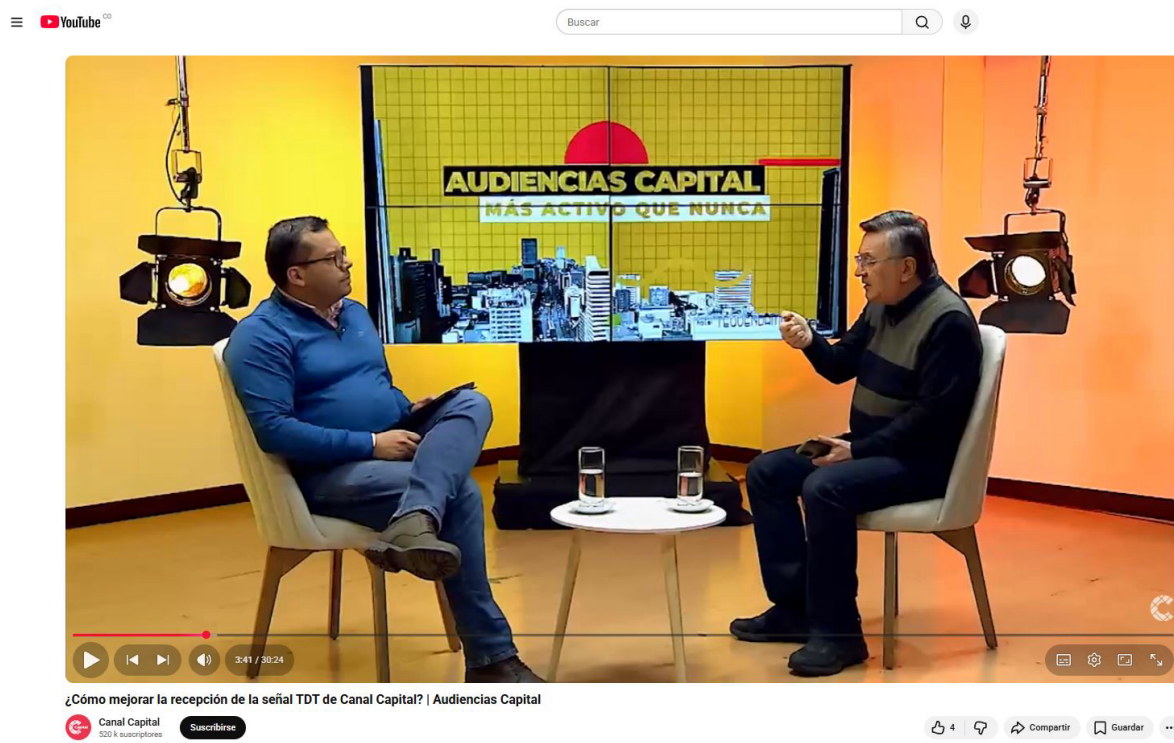 YouTube CO
Buscar
AUDIENCIAS CAPITAL
MÁS ACTIVO QUE NUNCA
3:41 / 30:24
¿Cómo mejorar la recepción de la señal TDT de Canal Capital? | Audiencias Capital
Canal Capital
520 k suscriptores
Suscribirse
4
Compartir
Guardar